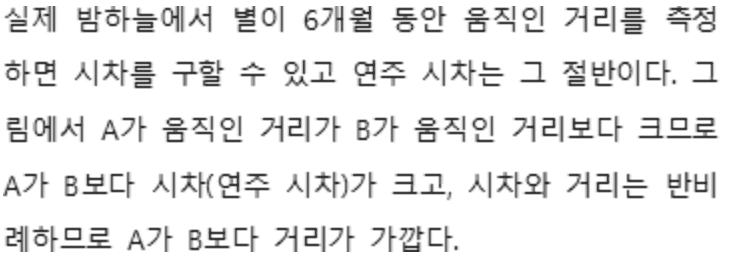 실제 밤하늘에서 별이 6개월 동안 움직인 거리를 측정
하면 시차를 구할 수 있고 연주 시차는 그 절반이다. 그
림에서 A가 움직인 거리가 B가 움직인 거리보다 크므로
A가 B보다 시차(연주 시차)가 크고, 시차와 거리는 반비
례하므로 A가 B보다 거리가 가깝다.